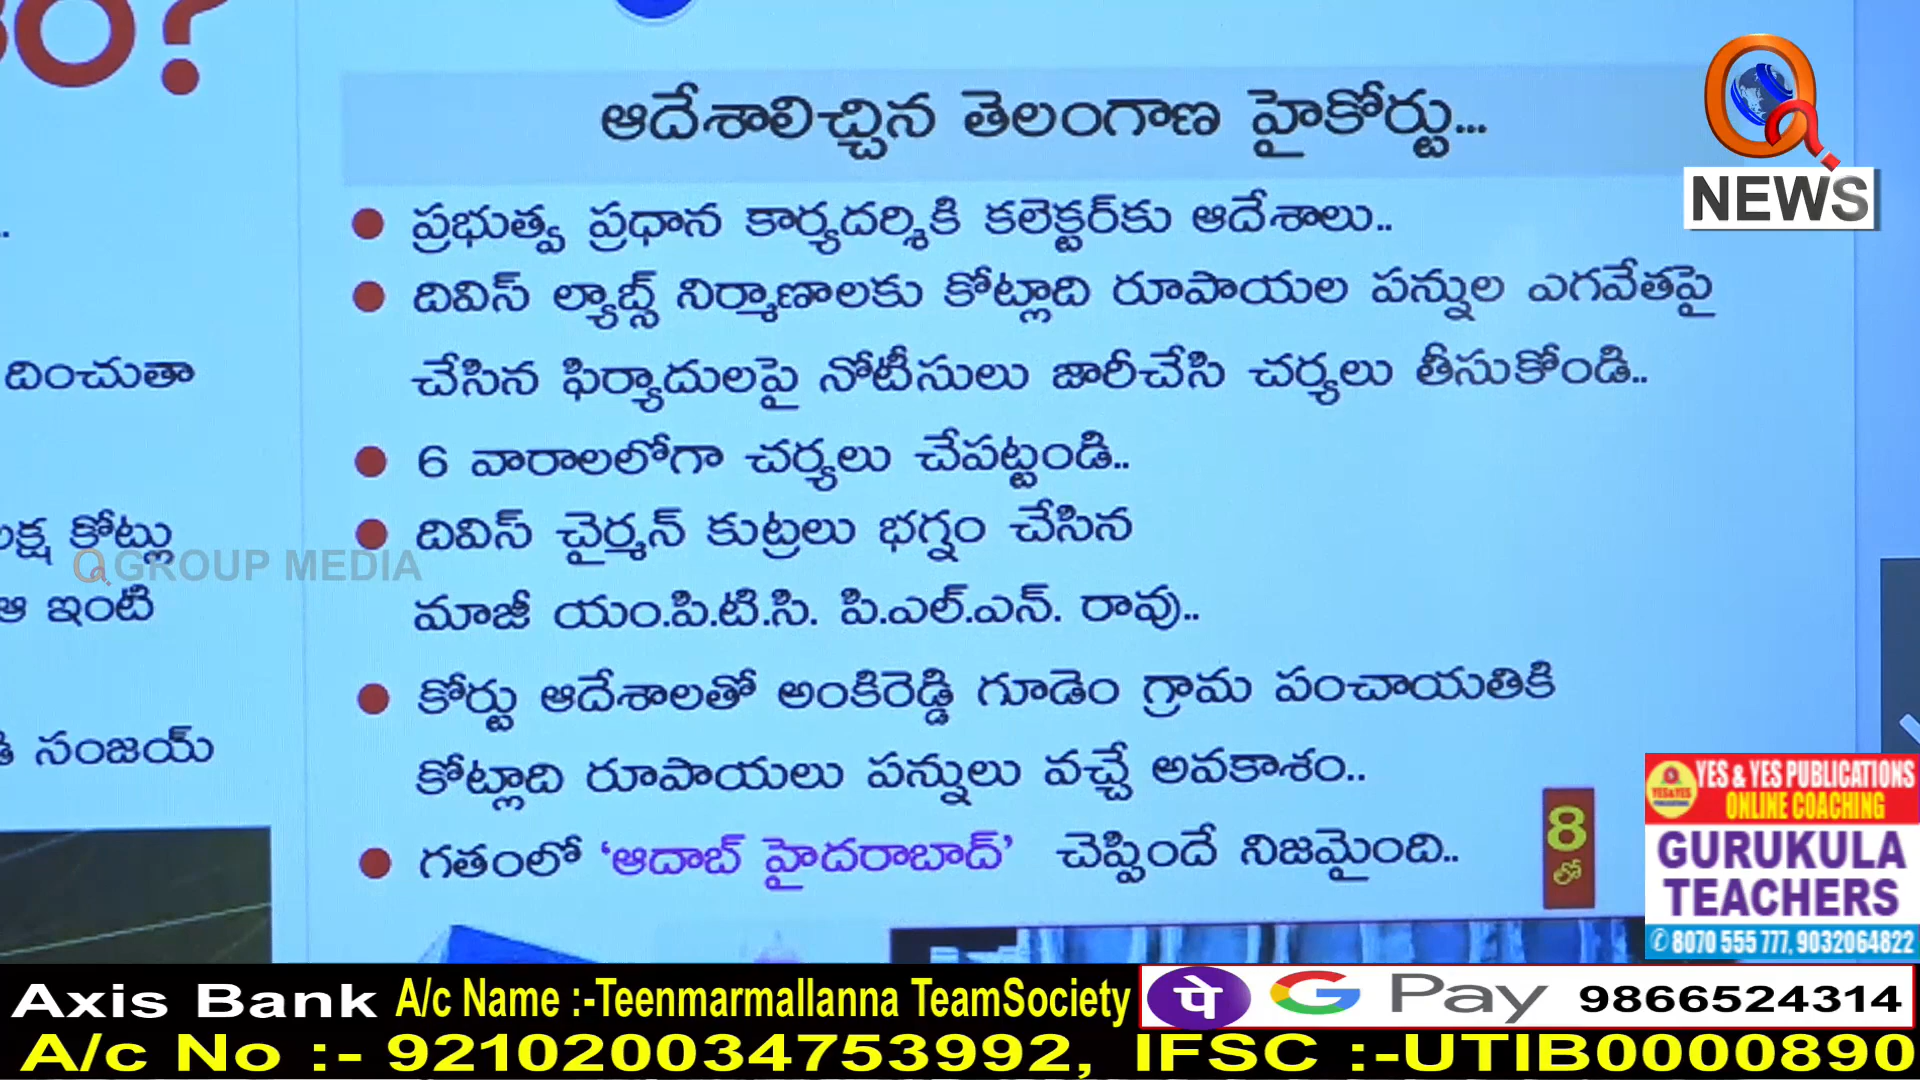 ఆదేశాలిచ్చిన తెలంగాణ హైకోర్టు...
NEWS
ప్రభుత్వ ప్రధాన కార్యదర్శికి కలెక్టర్‌కు ఆదేశాలు..
దివిస్ ల్యాబ్స్ నిర్మాణాలకు కోట్లాది రూపాయల పన్నుల ఎగవేతపై
చేసిన ఫిర్యాదులపై నోటీసులు జారీచేసి చర్యలు తీసుకోండి..
6 వారాలలోగా చర్యలు చేపట్టండి..
దివిస్ చైర్మన్ కుట్రలు భగ్నం చేసిన
మాజీ యం.పి.టి.సి. పి.ఎల్.ఎన్. రావు..
కోర్టు ఆదేశాలతో అంకిరెడ్డి గూడెం గ్రామ పంచాయతికి
కోట్లాది రూపాయలు పన్నులు వచ్చే అవకాశం..
గతంలో 'ఆదాబ్ హైదరాబాద్' చెప్పిందే నిజమైంది..
8
లో
దించుతా
కోట్లు
ఆ ఇంటి
సంజయ్
Q GROUP MEDIA
YES & YES PUBLICATIONS
ONLINE COACHING
GURUKULA
TEACHERS
8070 555 777, 9032064822
Axis Bank A/c Name :-Teenmarmallanna TeamSociety पे G Pay 9866524314
A/c No :- 921020034753992, IFSC :-UTIB0000890